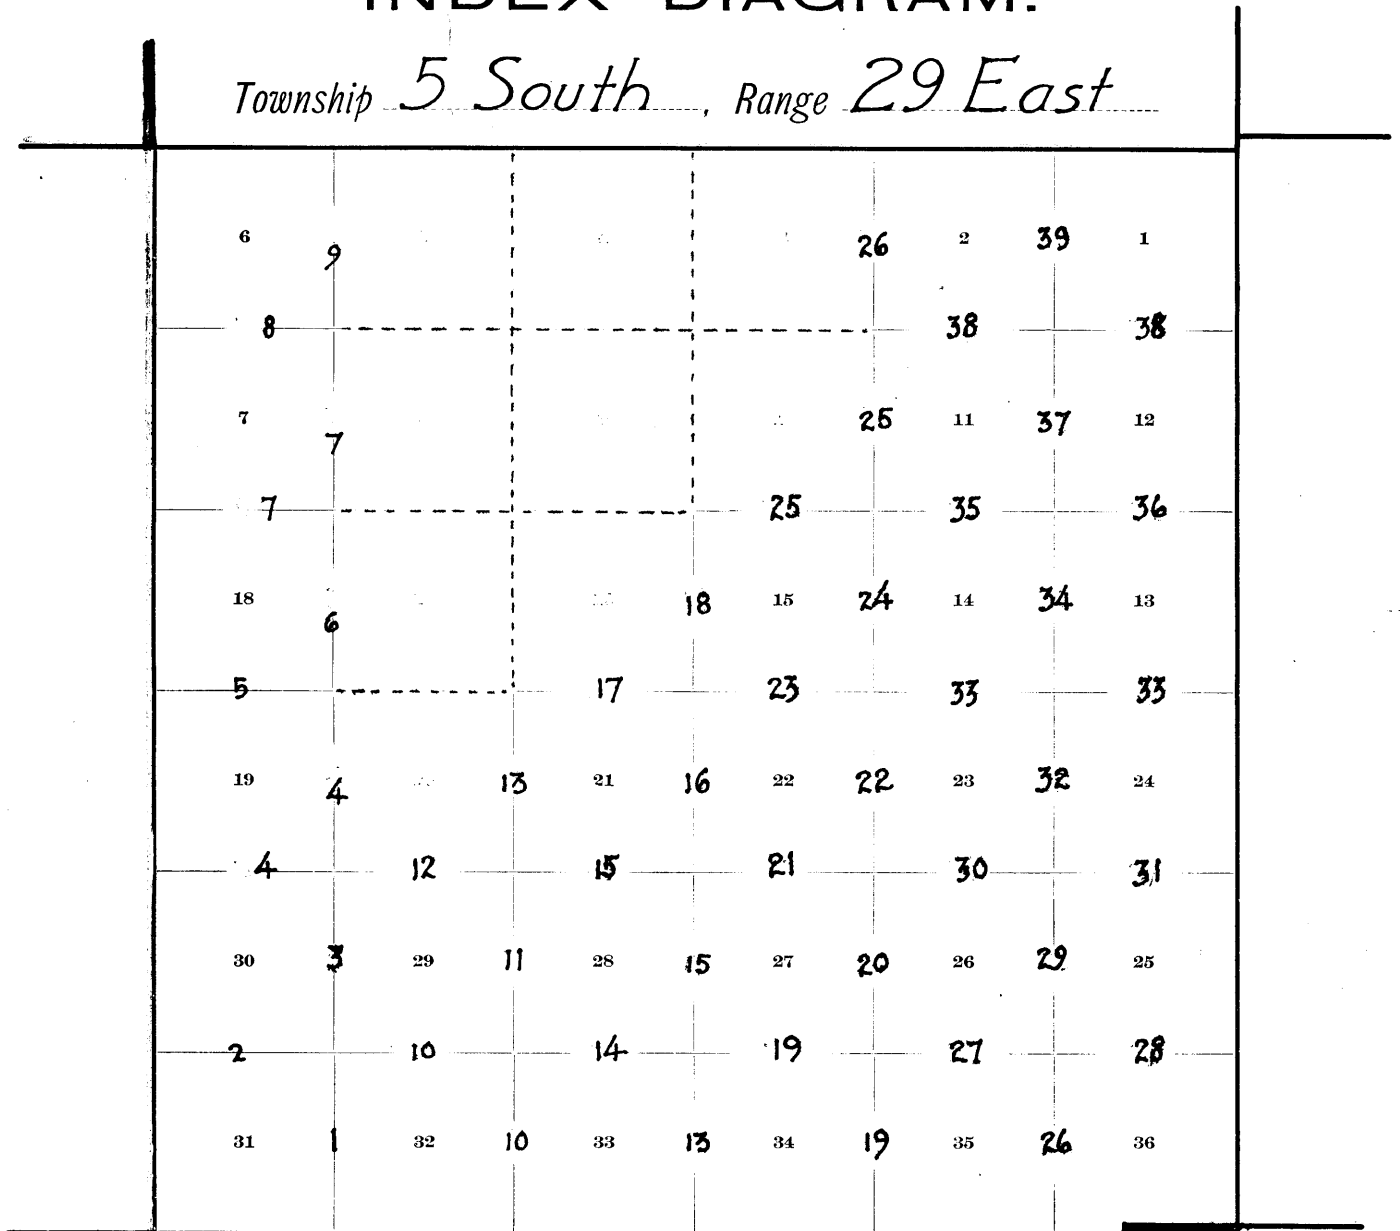 INDEX DIAGRAM.
Township 5 South, Range 29 East
6 9 26 2 39 1
8 38 38
7 7 25 11 37 12
7 25 35 36
18 6 18 15 24 14 34 13
5 17 23 33 33
19 4 13 21 16 22 22 23 32 24
4 12 15 21 30 31
30 3 29 11 28 15 27 20 26 29 25
2 10 14 19 27 28
31 1 32 10 33 13 34 19 35 26 36